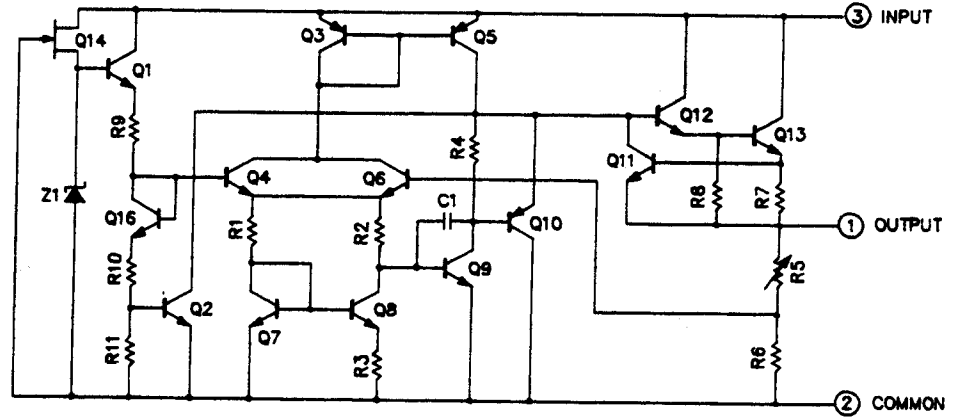 3 INPUT
Q14
Q3
Q5
Q1
R9
Q12
Q13
R4
Q11
Z1
Q4
Q6
R8
R7
Q16
C1
Q10
1 OUTPUT
R1
R2
R10
Q9
R5
Q2
Q7
Q8
R11
R3
R6
2 COMMON